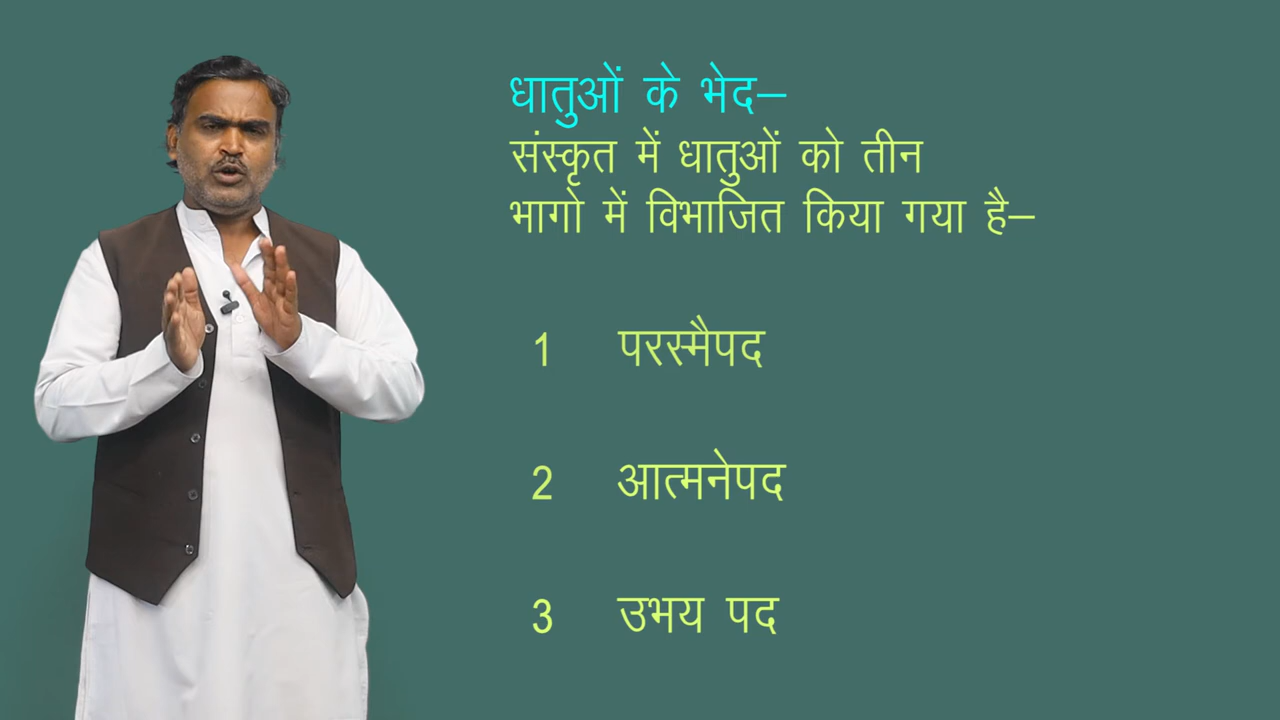 धातुओं के भेद–
संस्कृत में धातुओं को तीन
भागो में विभाजित किया गया है–
1 परस्मैपद
2 आत्मनेपद
3 उभय पद